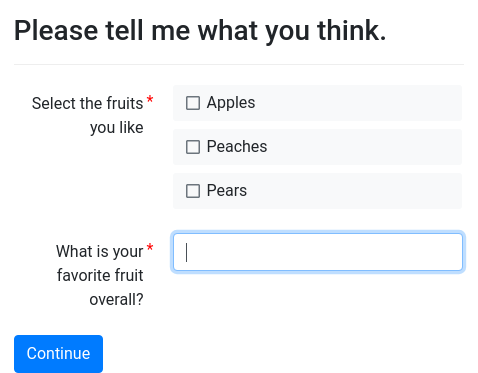 Please tell me what you think.
Select the fruits*
you like
Apples
Peaches
Pears
What is your*
favorite fruit
overall?
Continue